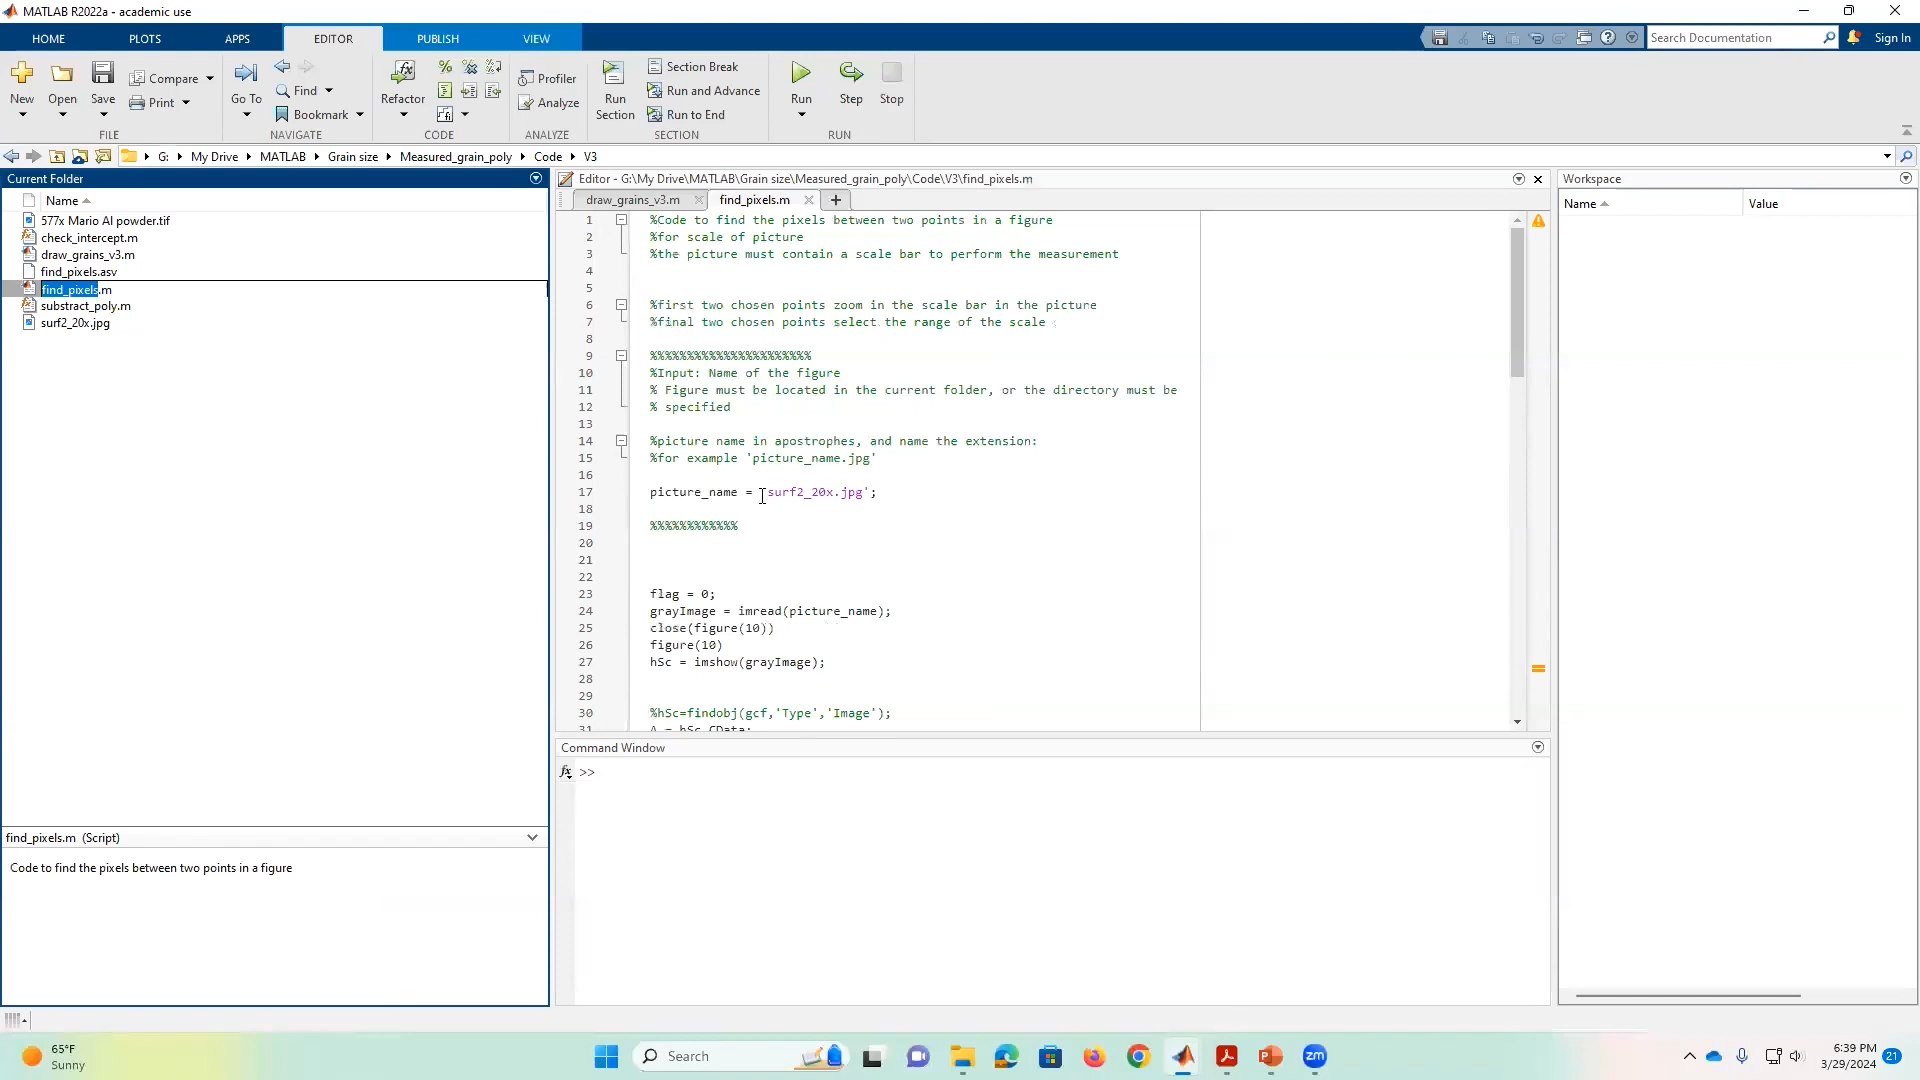 MATLAB R2022a - academic use
HOME PLOTS APPS EDITOR PUBLISH VIEW
Search Documentation Sign In
New Open Save Compare Print
Go To Find Bookmark
Refactor
Profiler Analyze
Run Section Section Break Run and Advance Run to End
Run Step Stop
FILE NAVIGATE CODE ANALYZE SECTION RUN
G: My Drive MATLAB Grain size Measured_grain_poly Code V3
Current Folder
Name
577x Mario Al powder.tif
check_intercept.m
draw_grains_v3.m
find_pixels.asv
find_pixels.m
substract_poly.m
surf2_20x.jpg
find_pixels.m (Script)
Code to find the pixels between two points in a figure
Editor - G:\My Drive\MATLAB\Grain size\Measured_grain_poly\Code\V3\find_pixels.m
draw_grains_v3.m find_pixels.m
1 %Code to find the pixels between two points in a figure
2 %for scale of picture
3 %the picture must contain a scale bar to perform the measurement
4
5
6 %first two chosen points zoom in the scale bar in the picture
7 %final two chosen points select the range of the scale
8
9 %%%%%%%%%%%%%%%%%%%%%%
10 %Input: Name of the figure
11 % Figure must be located in the current folder, or the directory must be
12 % specified
13
14 %picture name in apostrophes, and name the extension:
15 %for example 'picture_name.jpg'
16
17 picture_name = 'surf2_20x.jpg';
18
19 %%%%%%%%%%%%
20
21
22
23 flag = 0;
24 grayImage = imread(picture_name);
25 close(figure(10))
26 figure(10)
27 hSc = imshow(grayImage);
28
29
30 %hSc=findobj(gcf,'Type','Image');
31 A = hSc.CData;
Command Window
fx >>
Workspace
Name Value
65°F
Sunny
Search
zm
6:39 PM
3/29/2024
21